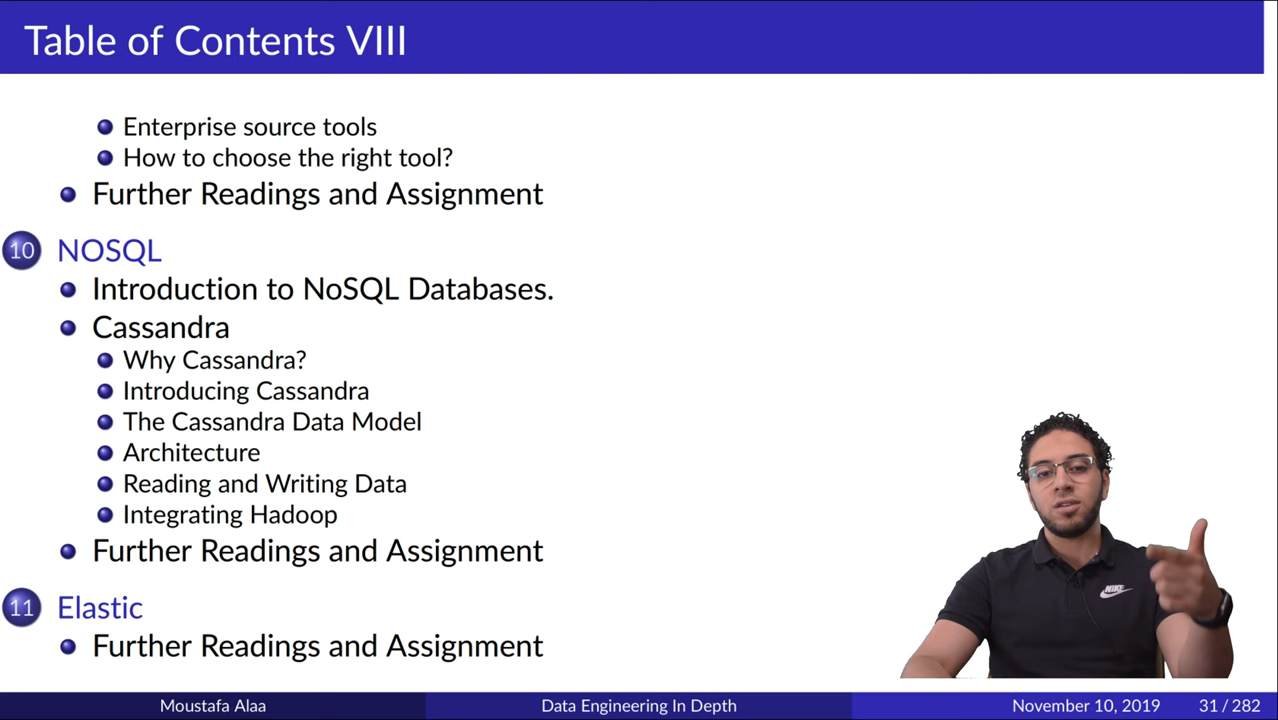 Table of Contents VIII
Enterprise source tools
How to choose the right tool?
Further Readings and Assignment
10 NOSQL
Introduction to NoSQL Databases.
Cassandra
Why Cassandra?
Introducing Cassandra
The Cassandra Data Model
Architecture
Reading and Writing Data
Integrating Hadoop
Further Readings and Assignment
11 Elastic
Further Readings and Assignment
NIKE
Moustafa Alaa Data Engineering In Depth November 10, 2019 31 / 282